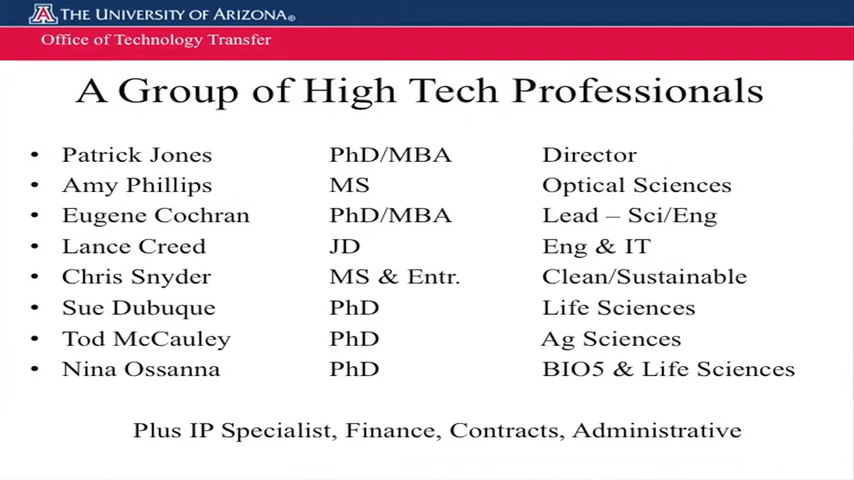 THE UNIVERSITY OF ARIZONA®
Office of Technology Transfer
A Group of High Tech Professionals
• Patrick Jones PhD/MBA Director
• Amy Phillips MS Optical Sciences
• Eugene Cochran PhD/MBA Lead – Sci/Eng
• Lance Creed JD Eng & IT
• Chris Snyder MS & Entr. Clean/Sustainable
• Sue Dubuque PhD Life Sciences
• Tod McCauley PhD Ag Sciences
• Nina Ossanna PhD BIO5 & Life Sciences
Plus IP Specialist, Finance, Contracts, Administrative